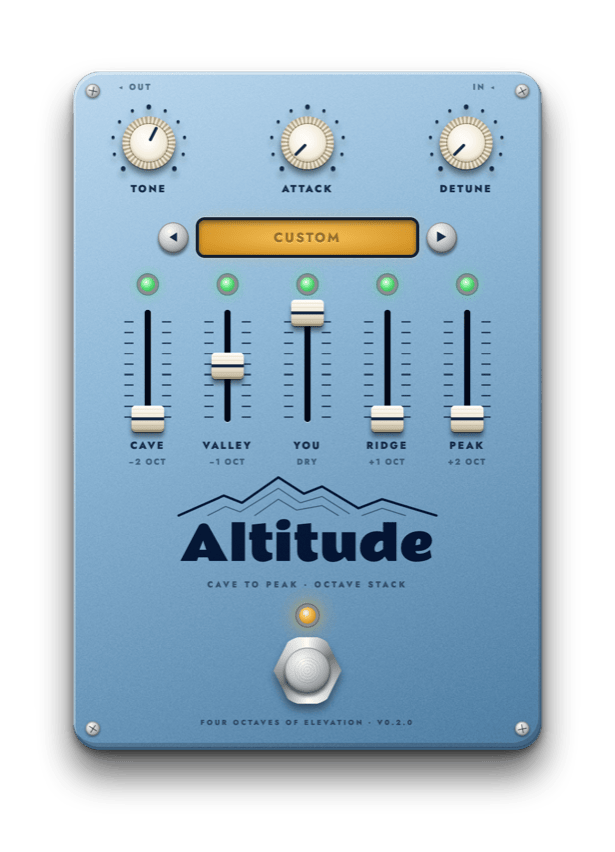 ◂ OUT
IN ◂
TONE
ATTACK
DETUNE
CUSTOM
CAVE
VALLEY
YOU
RIDGE
PEAK
−2 OCT
−1 OCT
DRY
+1 OCT
+2 OCT
Altitude
CAVE TO PEAK · OCTAVE STACK
FOUR OCTAVES OF ELEVATION · V0.2.0